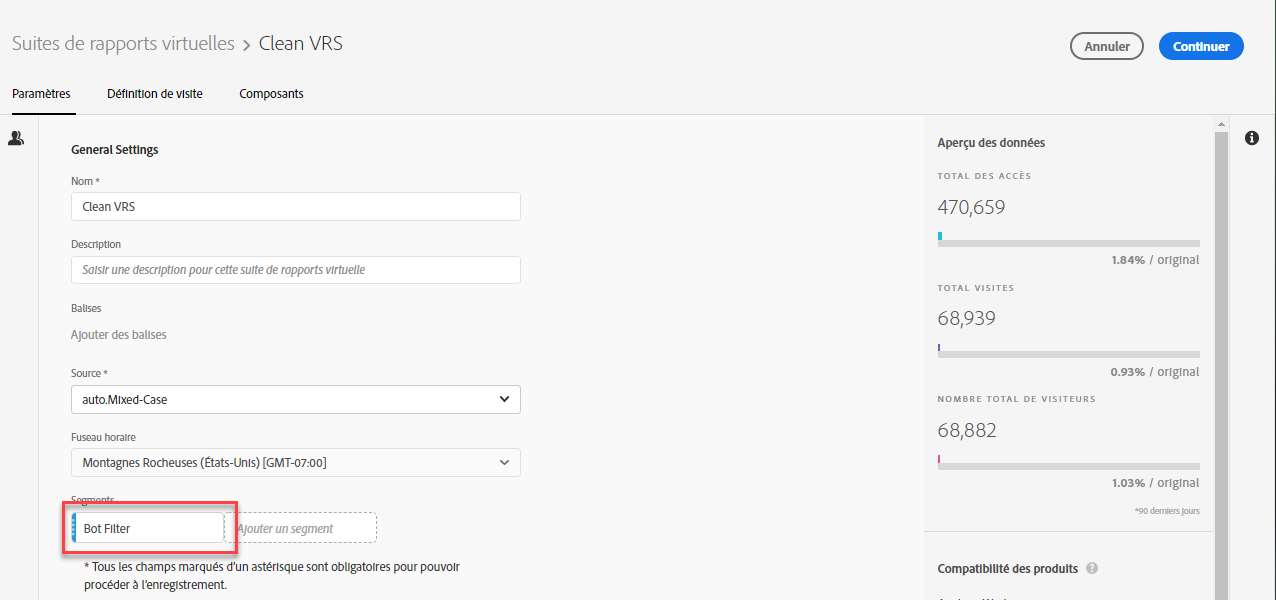 Suites de rapports virtuelles > Clean VRS
Annuler
Continuer
Paramètres
Définition de visite
Composants
General Settings
Nom *
Clean VRS
Description
Saisir une description pour cette suite de rapports virtuelle
Balises
Ajouter des balises
Source *
auto.Mixed-Case
Fuseau horaire
Montagnes Rocheuses (États-Unis) [GMT-07:00]
Segments
Bot Filter
Ajouter un segment
* Tous les champs marqués d'un astérisque sont obligatoires pour pouvoir
procéder à l'enregistrement.
Aperçu des données
TOTAL DES ACCÈS
470,659
1.84% / original
TOTAL VISITES
68,939
0.93% / original
NOMBRE TOTAL DE VISITEURS
68,882
1.03% / original
*90 derniers jours
Compatibilité des produits